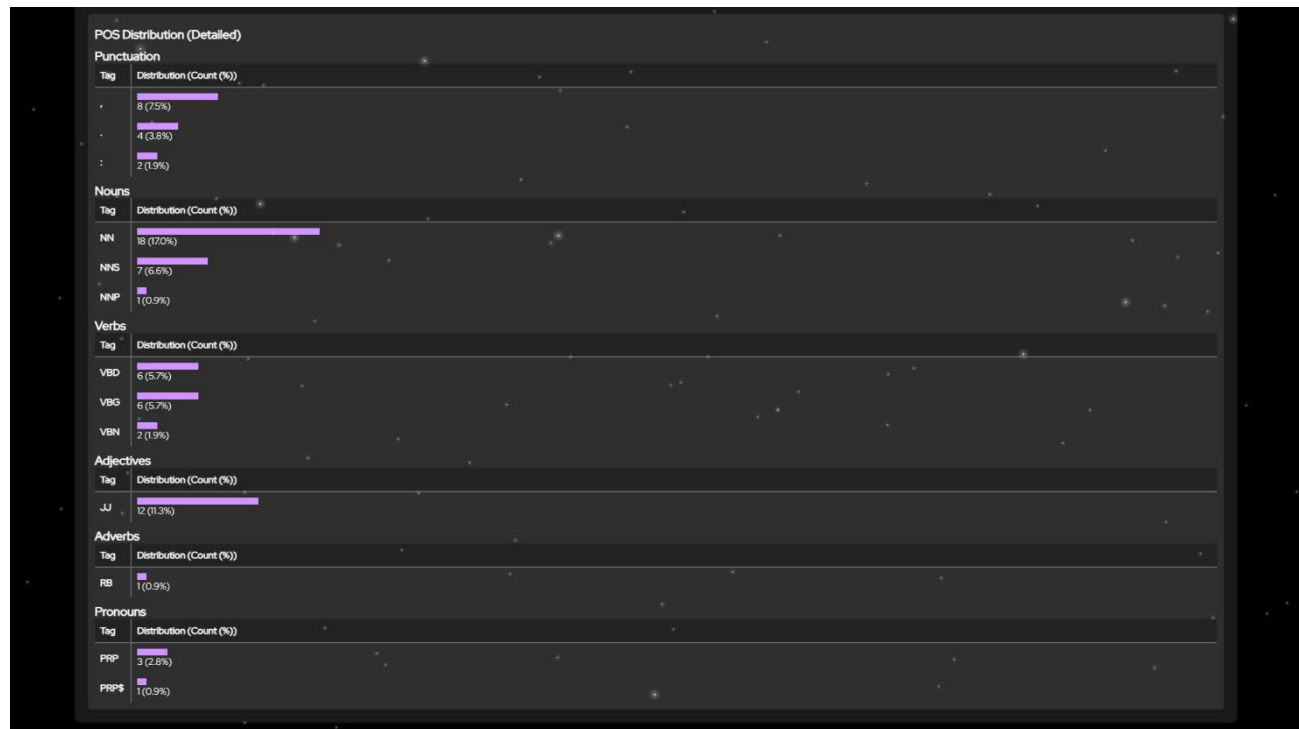 POS Distribution (Detailed)
Punctuation
Tag Distribution (Count (%))
, 8 (7.5%)
. 4 (3.8%)
: 2 (1.9%)
Nouns
Tag Distribution (Count (%))
NN 18 (17.0%)
NNS 7 (6.6%)
NNP 1 (0.9%)
Verbs
Tag Distribution (Count (%))
VBD 6 (5.7%)
VBG 6 (5.7%)
VBN 2 (1.9%)
Adjectives
Tag Distribution (Count (%))
JJ 12 (11.3%)
Adverbs
Tag Distribution (Count (%))
RB 1 (0.9%)
Pronouns
Tag Distribution (Count (%))
PRP 3 (2.8%)
PRP$ 1 (0.9%)